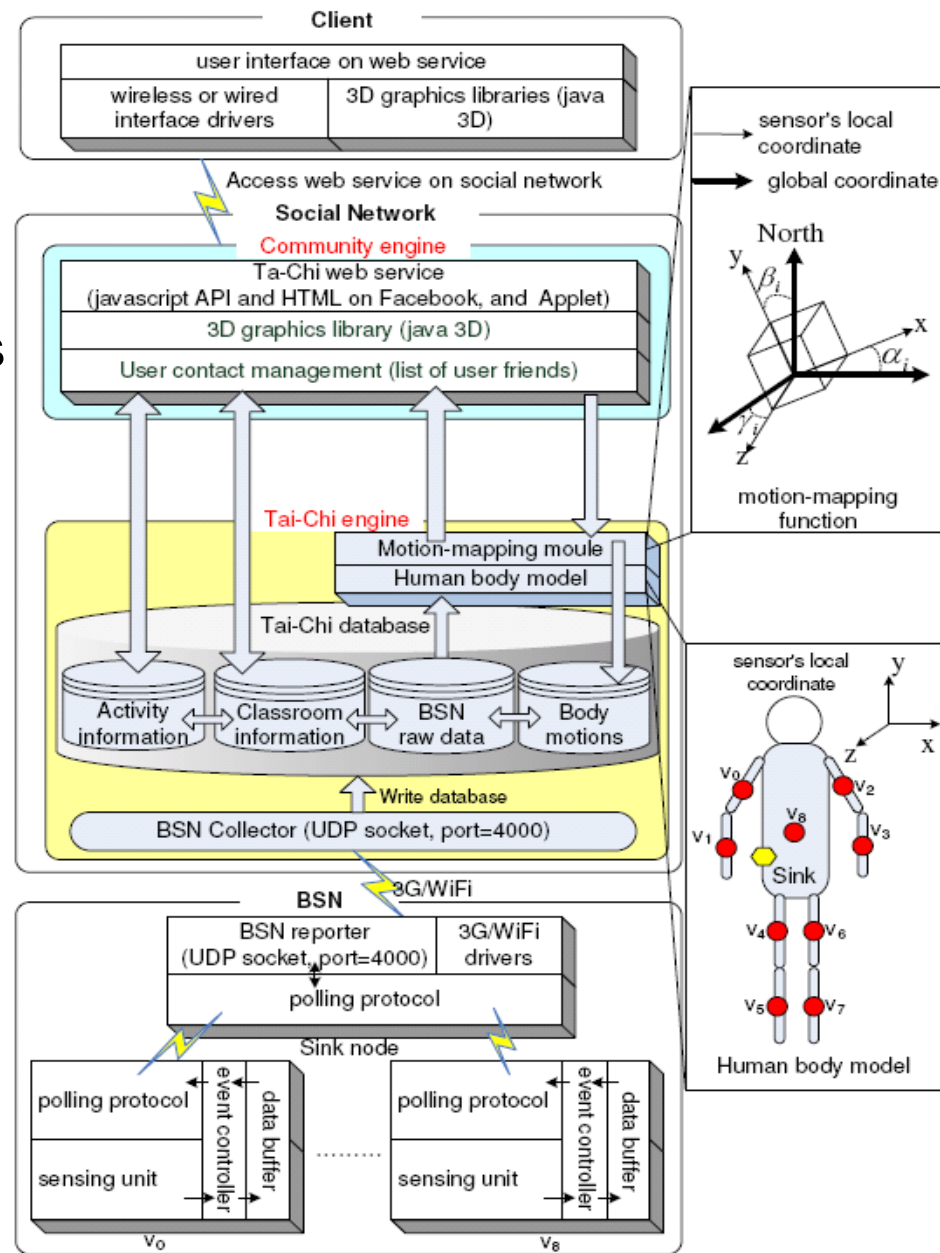 Client
user interface on web service
wireless or wired
interface drivers
3D graphics libraries (java
3D)
Access web service on social network
Social Network
Community engine
Ta-Chi web service
(javascript API and HTML on Facebook, and Applet)
3D graphics library (java 3D)
User contact management (list of user friends)
s
Tai-Chi engine
Motion-mapping moule
Human body model
Tai-Chi database
Activity
information
Classroom
information
BSN
raw data
Body
motions
Write database
BSN Collector (UDP socket, port=4000)
3G/WiFi
BSN
BSN reporter
(UDP socket, port=4000)
3G/WiFi
drivers
polling protocol
Sink node
polling protocol
sensing unit
event controller
data buffer
v0
.........
polling protocol
sensing unit
event controller
data buffer
v8
sensor's local
coordinate
global coordinate
North
y
βi
x
αi
γi
z
motion-mapping
function
sensor's local
coordinate
y
x
z
v0
v2
v8
v1
v3
Sink
v4
v6
v5
v7
Human body model